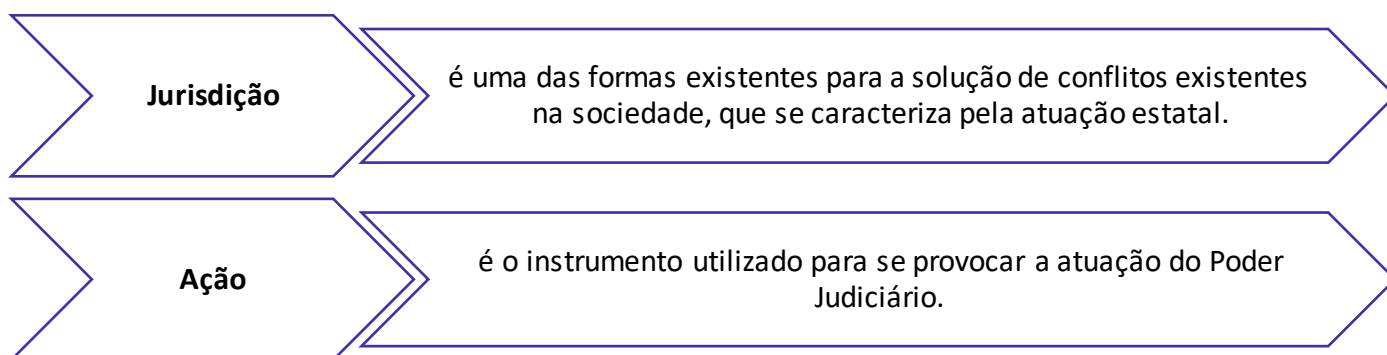 Jurisdição
é uma das formas existentes para a solução de conflitos existentes
na sociedade, que se caracteriza pela atuação estatal.
Ação
é o instrumento utilizado para se provocar a atuação do Poder
Judiciário.